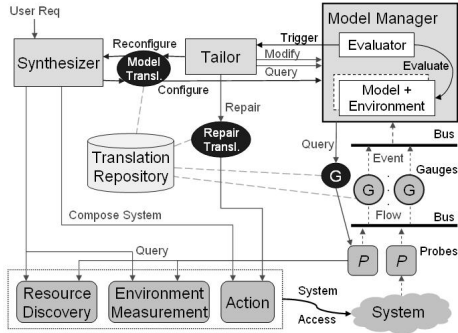 User Req
Model Manager
Trigger
Evaluator
Reconfigure
Synthesizer
Tailor
Modify
Model
Transl.
Query
Evaluate
Configure
Model +
Environment
Repair
Repair
Transl.
Query
Bus
Translation
Repository
Event
Gauges
G
G
G
Flow
Bus
Compose System
Query
P
P
Probes
Resource
Discovery
Environment
Measurement
Action
System
Access
System